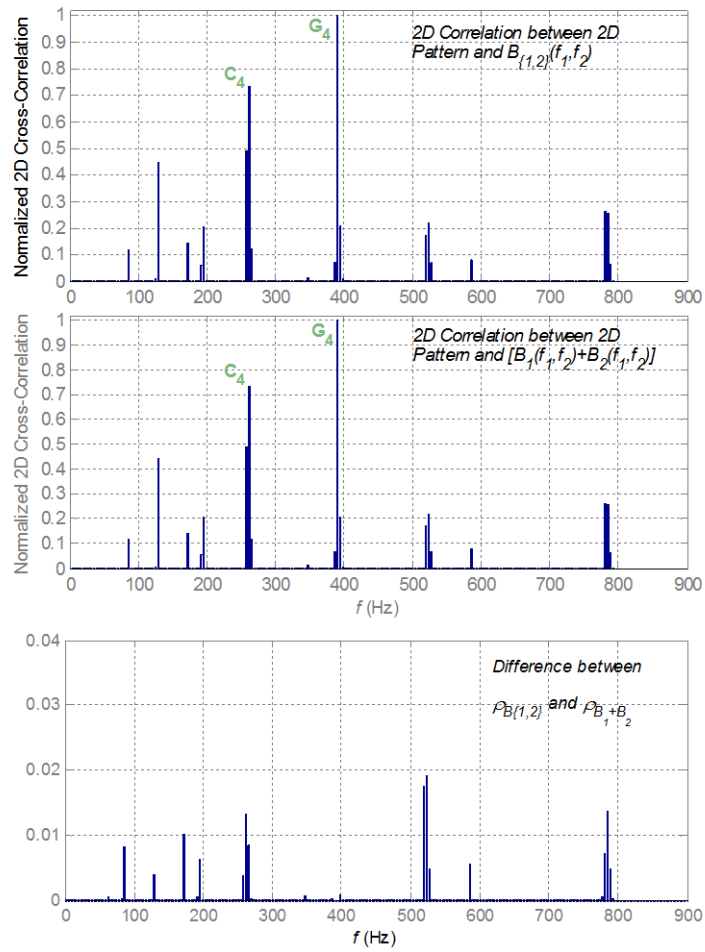 2D Correlation between 2D
Pattern and B{1,2}(f1,f2)
G4
C4
Normalized 2D Cross-Correlation
1
0.9
0.8
0.7
0.6
0.5
0.4
0.3
0.2
0.1
0
0 100 200 300 400 500 600 700 800 900
2D Correlation between 2D
Pattern and [B1(f1,f2)+B2(f1,f2)]
G4
C4
Normalized 2D Cross-Correlation
1
0.9
0.8
0.7
0.6
0.5
0.4
0.3
0.2
0.1
0
0 100 200 300 400 500 600 700 800 900
f (Hz)
Difference between
ρB{1,2} and ρB1+B2
0.04
0.03
0.02
0.01
0
0 100 200 300 400 500 600 700 800 900
f (Hz)